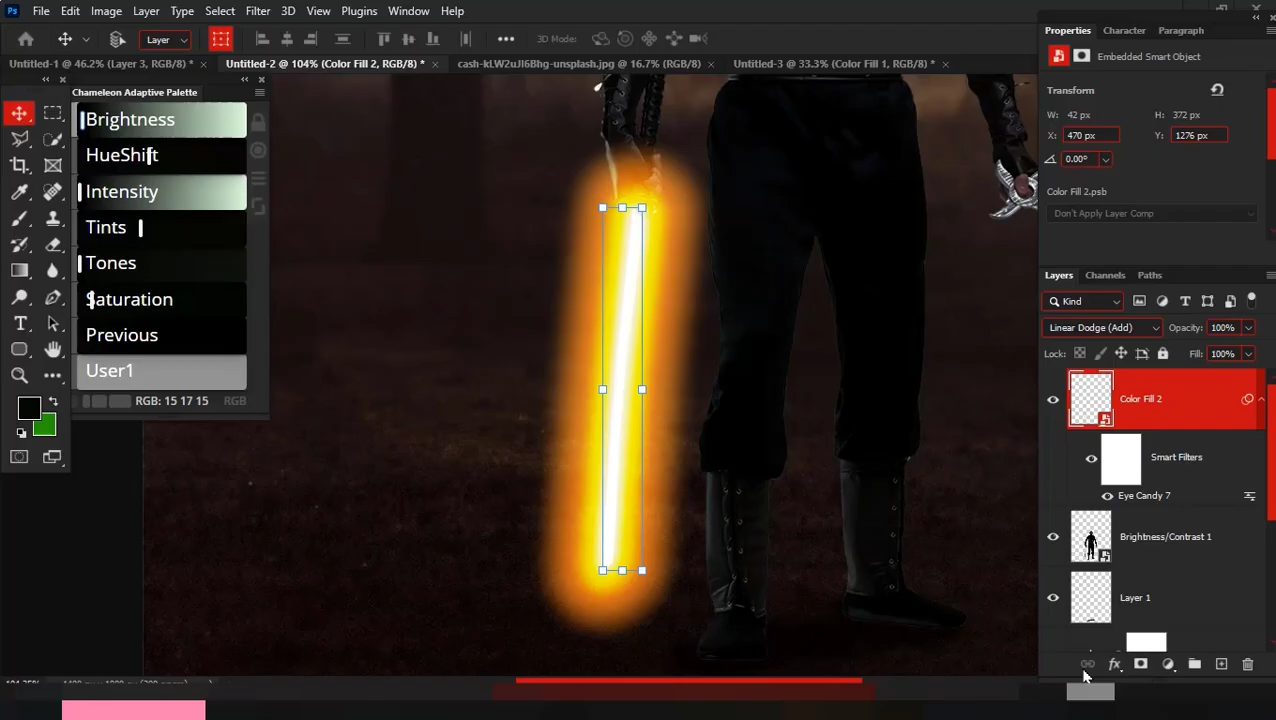 Ps File Edit Image Layer Type Select Filter 3D View Plugins Window Help
Layer 3D Mode:
Untitled-1 @ 46.2% (Layer 3, RGB/8) * × Untitled-2 @ 104% (Color Fill 2, RGB/8) * × cash-kLW2uJl6Bhg-unsplash.jpg @ 16.7% (RGB/8) × Untitled-3 @ 33.3% (Color Fill 1, RGB/8) * ×
Chameleon Adaptive Palette
Brightness
HueShift
Intensity
Tints
Tones
Saturation
Previous
User1
RGB: 15 17 15 RGB
T
Properties Character Paragraph
Embedded Smart Object
Transform
W: 42 px H: 372 px
X: 470 px Y: 1276 px
0.00°
Color Fill 2.psb
Don't Apply Layer Comp
Layers Channels Paths
Kind T
Linear Dodge (Add) Opacity: 100%
Lock: Fill: 100%
Color Fill 2
Smart Filters
Eye Candy 7
Brightness/Contrast 1
Layer 1
fx